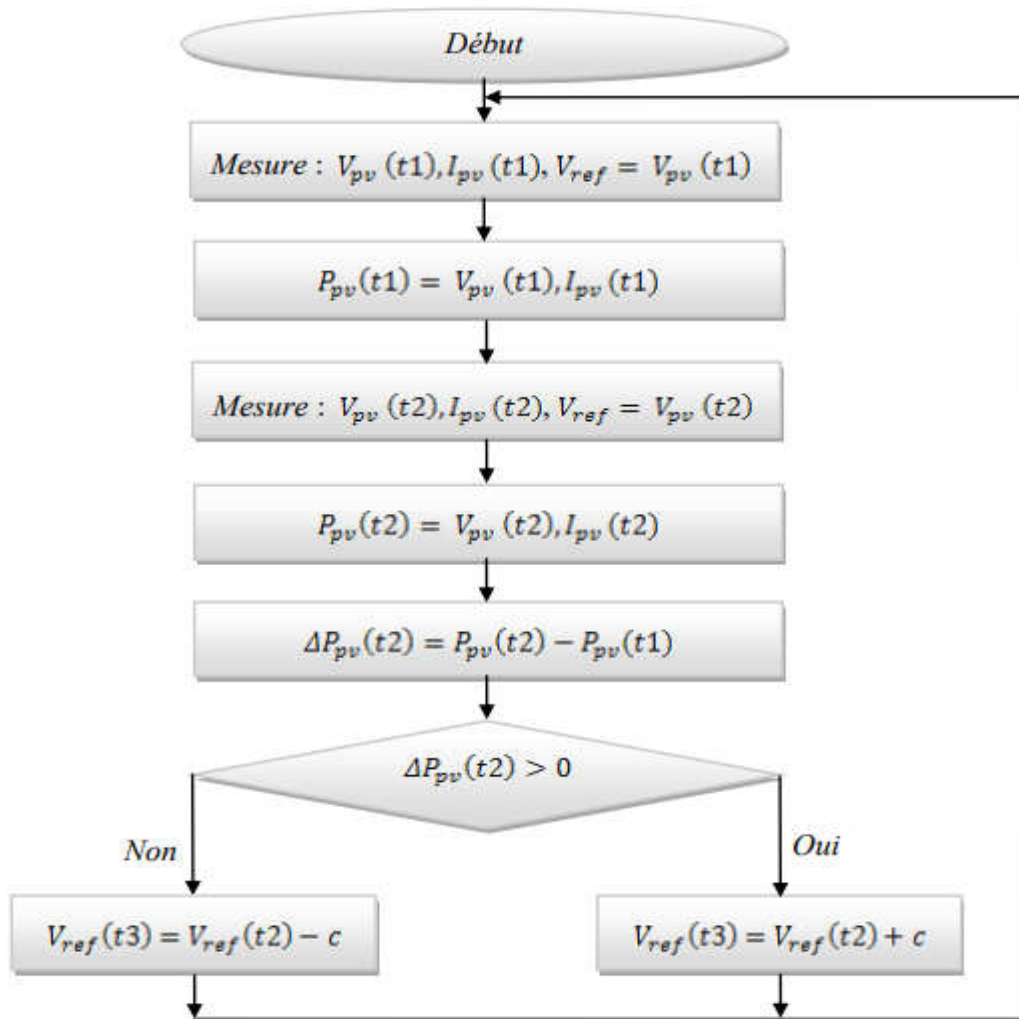 Début
Mesure : V_pv (t1), I_pv (t1), V_ref = V_pv (t1)
P_pv(t1) = V_pv (t1), I_pv (t1)
Mesure : V_pv (t2), I_pv (t2), V_ref = V_pv (t2)
P_pv(t2) = V_pv (t2), I_pv (t2)
ΔP_pv(t2) = P_pv(t2) − P_pv(t1)
ΔP_pv(t2) > 0
Non
Oui
V_ref(t3) = V_ref(t2) − c
V_ref(t3) = V_ref(t2) + c